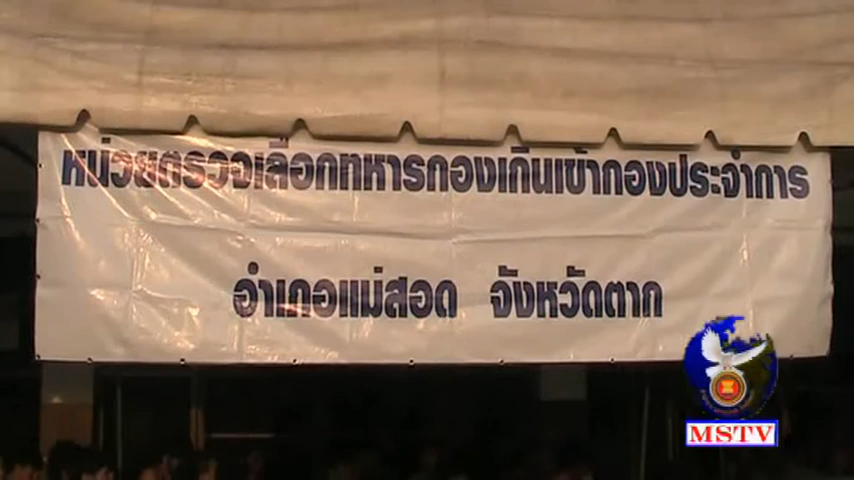 หน่วยตรวจเลือกทหารกองเกินเข้ากองประจำการ
อำเภอแม่สอด จังหวัดตาก
MSTV